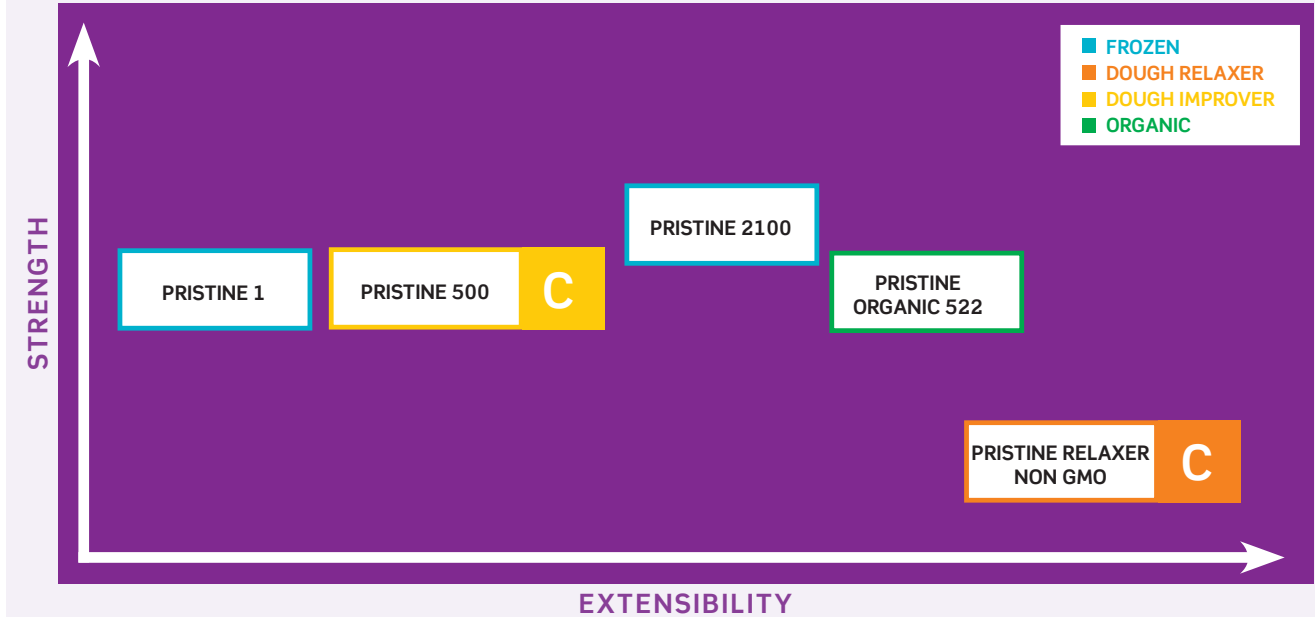 FROZEN
DOUGH RELAXER
DOUGH IMPROVER
ORGANIC
STRENGTH
PRISTINE 1
PRISTINE 500
C
PRISTINE 2100
PRISTINE
ORGANIC 522
PRISTINE RELAXER
NON GMO
C
EXTENSIBILITY